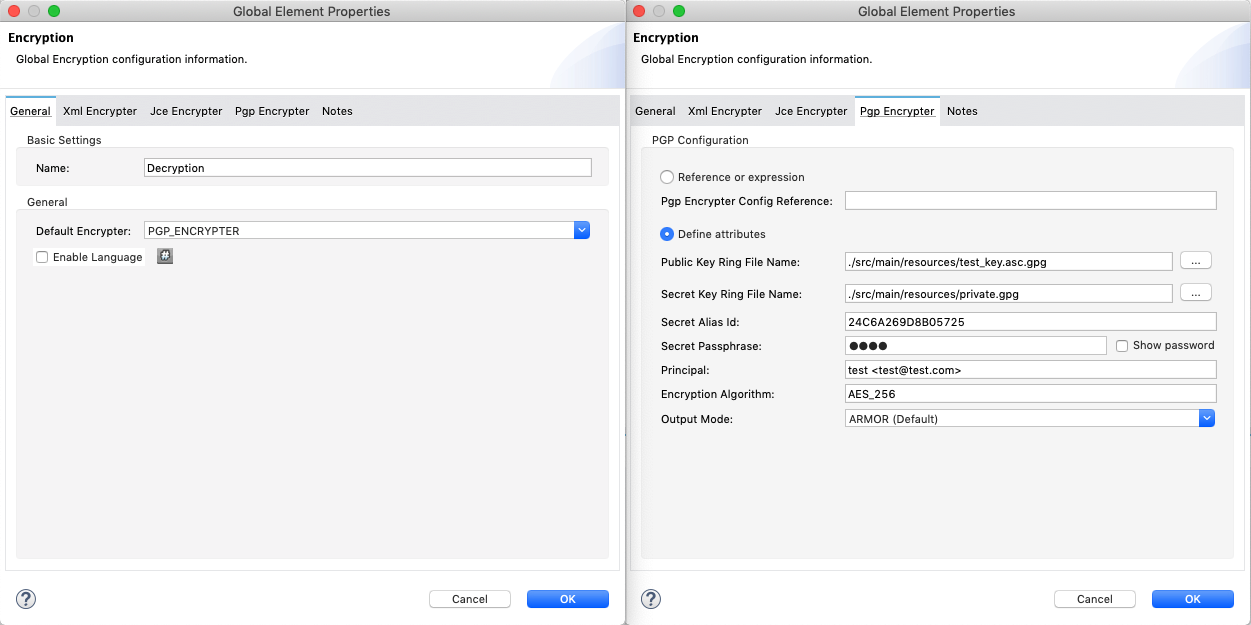 Global Element Properties
Encryption
Global Encryption configuration information.
General Xml Encrypter Jce Encrypter Pgp Encrypter Notes
Basic Settings
Name: Decryption
General
Default Encrypter: PGP_ENCRYPTER
Enable Language #
? Cancel OK
Global Element Properties
Encryption
Global Encryption configuration information.
General Xml Encrypter Jce Encrypter Pgp Encrypter Notes
PGP Configuration
Reference or expression
Pgp Encrypter Config Reference:
Define attributes
Public Key Ring File Name: ./src/main/resources/test_key.asc.gpg ...
Secret Key Ring File Name: ./src/main/resources/private.gpg ...
Secret Alias Id: 24C6A269D8B05725
Secret Passphrase: ●●●● Show password
Principal: test <test@test.com>
Encryption Algorithm: AES_256
Output Mode: ARMOR (Default)
? Cancel OK